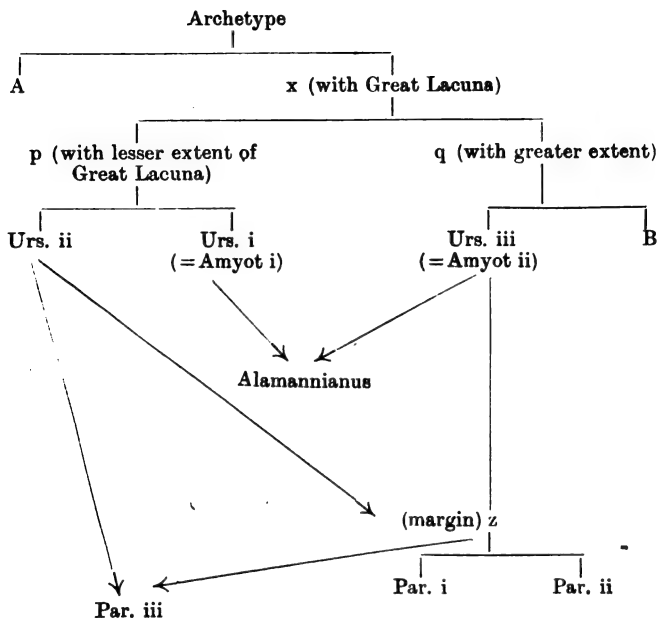 Archetype
A
x (with Great Lacuna)
p (with lesser extent of
Great Lacuna)
q (with greater extent)
Urs. ii
Urs. i
(=Amyot i)
Urs. iii
(=Amyot ii)
B
Alamannianus
(margin) z
Par. iii
Par. i
Par. ii